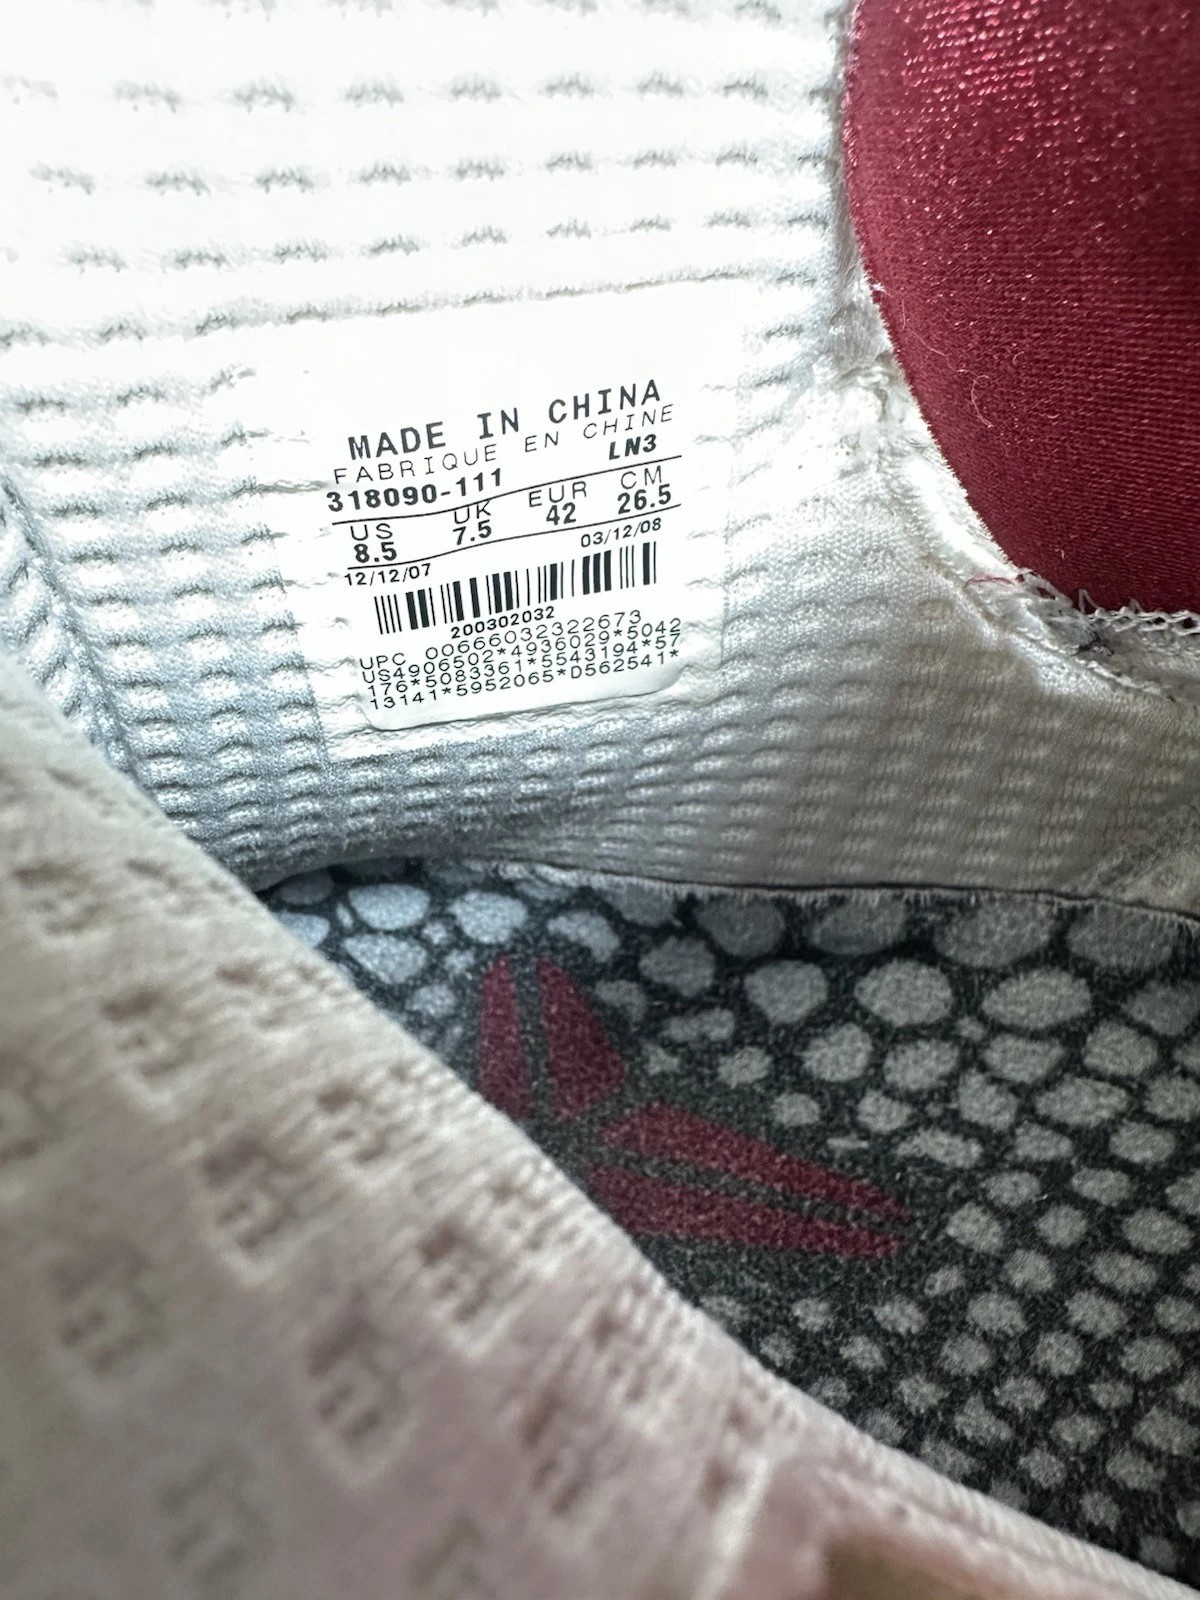 MADE IN CHINA
FABRIQUE EN CHINE
318090-111 LN3
US UK EUR CM
8.5 7.5 42 26.5
12/12/07 03/12/08
200302032
UPC 00666032322673
US4906502*4936029*5042
176*5083361*5543194*57
13141*5952065*D562541*